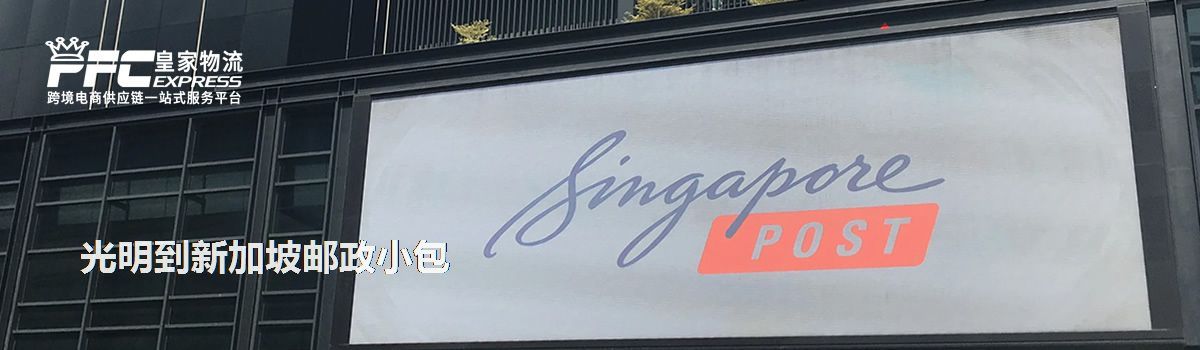 PFC皇家物流
EXPRESS
跨境电商供应链一站式服务平台
光明到新加坡邮政小包
Singapore
POST